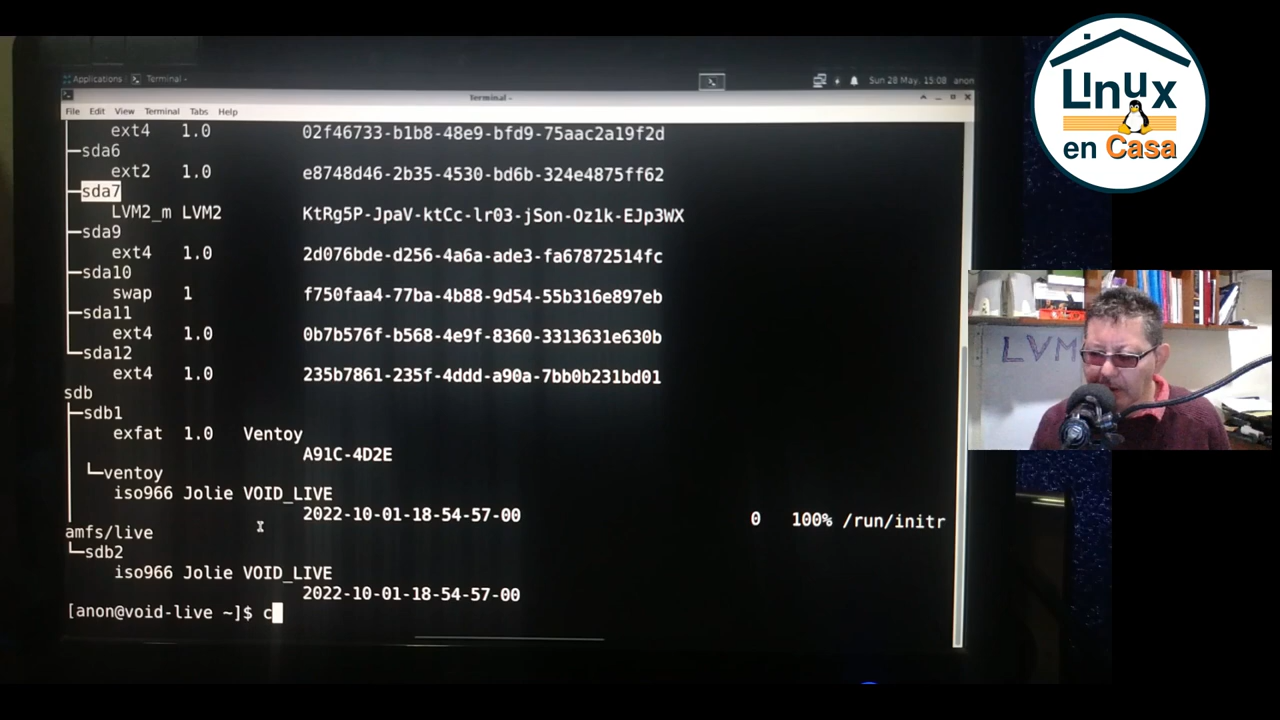 Linux
en Casa
Applications Terminal -
Sun 28 May, 15:08 anon
Terminal -
File Edit View Terminal Tabs Help
ext4 1.0 02f46733-b1b8-48e9-bfd9-75aac2a19f2d
├─sda6
ext2 1.0 e8748d46-2b35-4530-bd6b-324e4875ff62
├─sda7
LVM2_m LVM2 KtRg5P-JpaV-ktCc-lr03-jSon-Oz1k-EJp3WX
├─sda9
ext4 1.0 2d076bde-d256-4a6a-ade3-fa67872514fc
├─sda10
swap 1 f750faa4-77ba-4b88-9d54-55b316e897eb
├─sda11
ext4 1.0 0b7b576f-b568-4e9f-8360-3313631e630b
└─sda12
ext4 1.0 235b7861-235f-4ddd-a90a-7bb0b231bd01
sdb
├─sdb1
exfat 1.0 Ventoy
A91C-4D2E
└─ventoy
iso966 Jolie VOID_LIVE
2022-10-01-18-54-57-00 0 100% /run/initr
amfs/live
└─sdb2
iso966 Jolie VOID_LIVE
2022-10-01-18-54-57-00
[anon@void-live ~]$ c
LVM